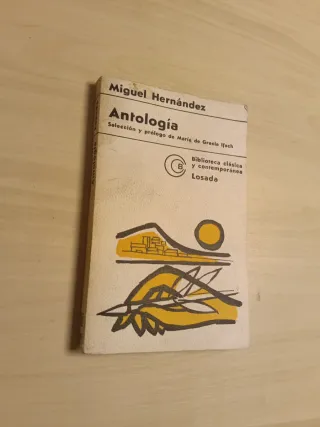 Miguel Hernández
Antología
Selección y prólogo de María de Gracia Ifach
biblioteca clásica
y contemporánea
Losada